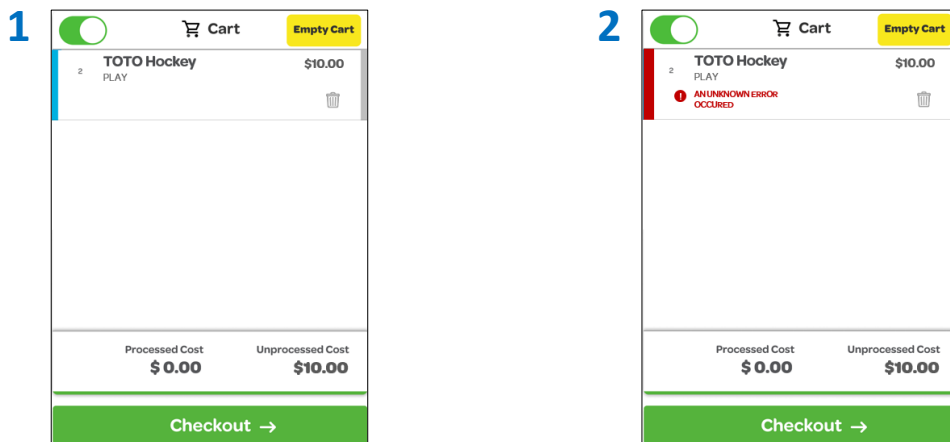 1
Cart
Empty Cart
2
TOTO Hockey
$10.00
PLAY
Processed Cost
Unprocessed Cost
$ 0.00
$10.00
Checkout →
2
Cart
Empty Cart
2
TOTO Hockey
$10.00
PLAY
! AN UNKNOWN ERROR
OCCURED
Processed Cost
Unprocessed Cost
$ 0.00
$10.00
Checkout →